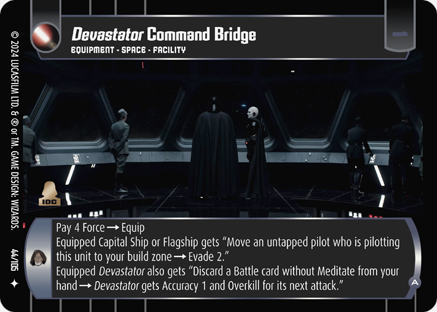 Devastator Command Bridge
EQUIPMENT - SPACE - FACILITY
© 2024 LUCASFILM LTD. & ® or TM. GAME DESIGN: WIZARDS.
44/105
IDC
Pay 4 Force → Equip
Equipped Capital Ship or Flagship gets “Move an untapped pilot who is piloting
this unit to your build zone → Evade 2.”
Equipped Devastator also gets “Discard a Battle card without Meditate from your
hand → Devastator gets Accuracy 1 and Overkill for its next attack.”
A